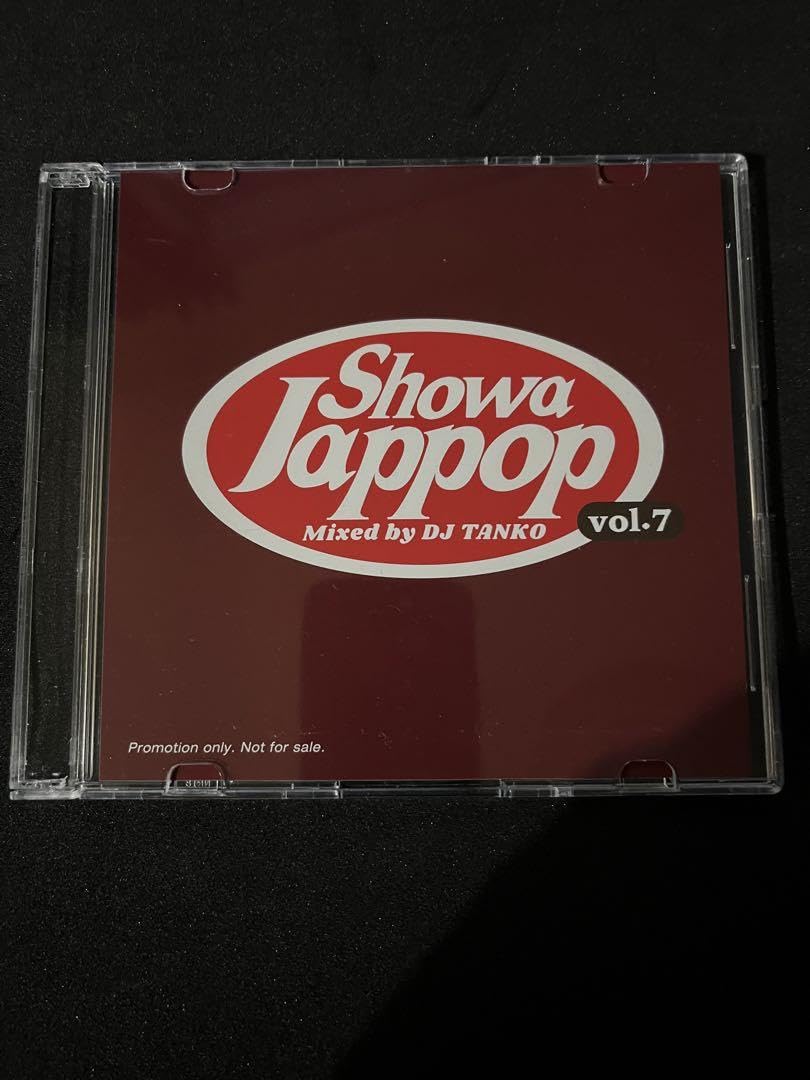 Showa
Jappop
Mixed by DJ TANKO
vol.7
Promotion only. Not for sale.